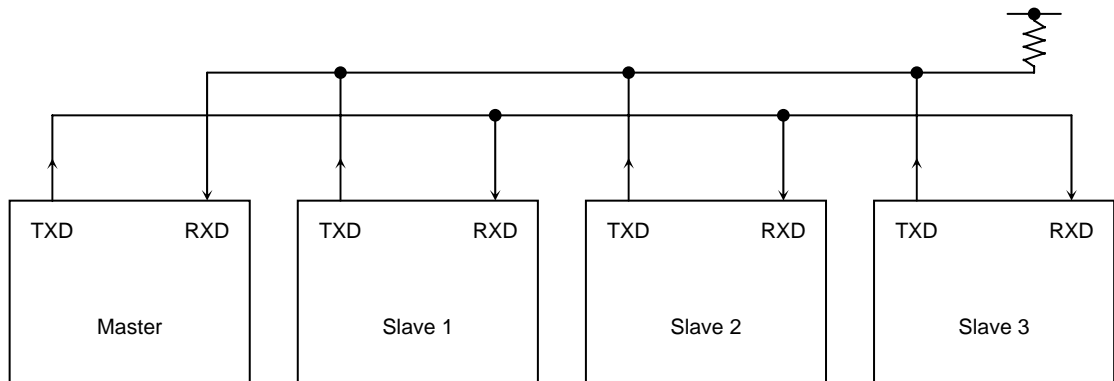 TXD RXD TXD RXD TXD RXD TXD RXD
Master Slave 1 Slave 2 Slave 3